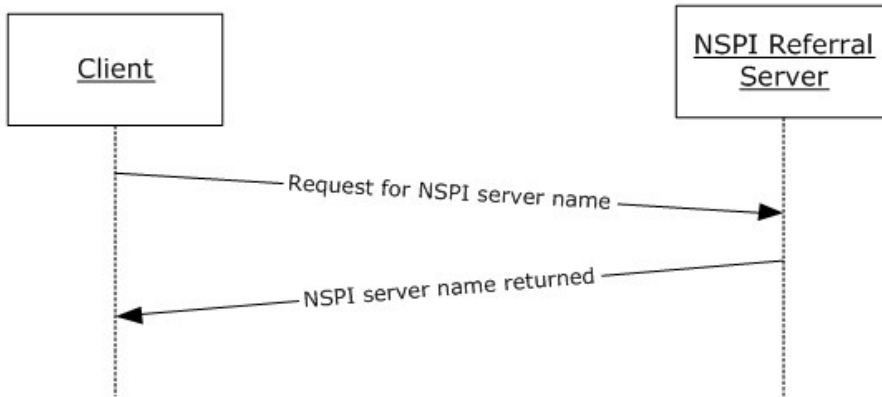 Client
NSPI Referral
Server
Request for NSPI server name
NSPI server name returned